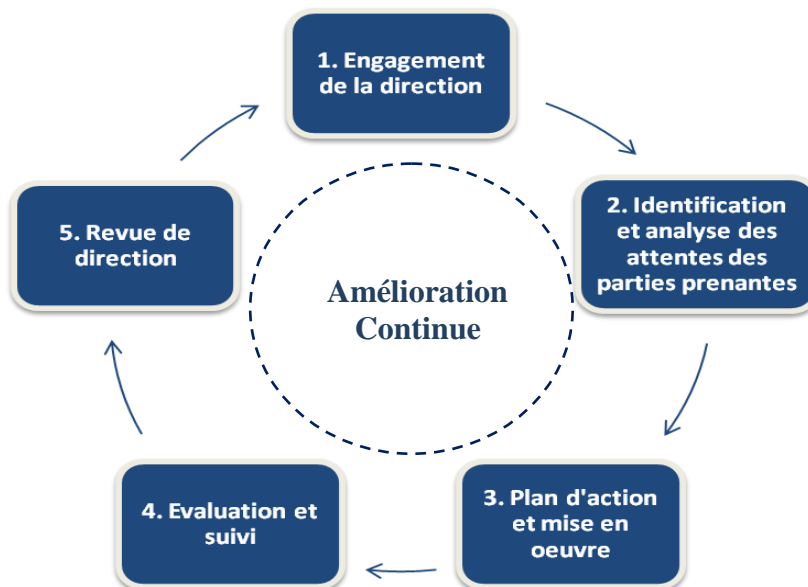 1. Engagement
de la direction
2. Identification
et analyse des
attentes des
parties prenantes
3. Plan d'action
et mise en
oeuvre
4. Evaluation et
suivi
5. Revue de
direction
Amélioration
Continue